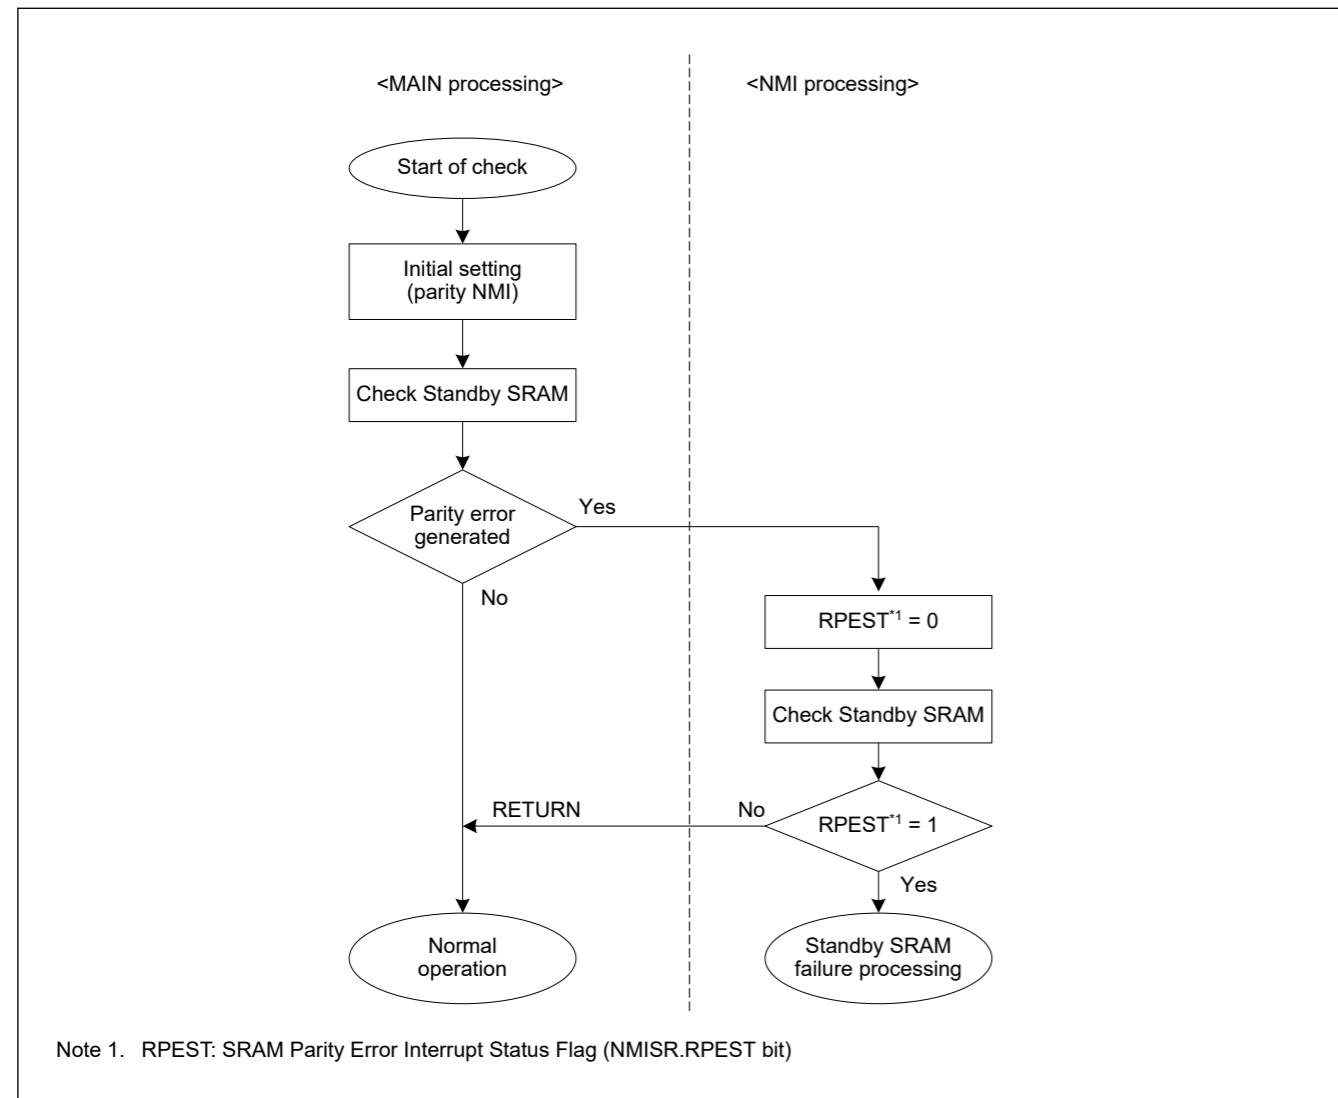 <MAIN processing>
<NMI processing>
Start of check
Initial setting
(parity NMI)
Check Standby SRAM
Parity error
generated
Yes
No
RPEST*1 = 0
Check Standby SRAM
RPEST*1 = 1
No
RETURN
Yes
Normal
operation
Standby SRAM
failure processing
Note 1. RPEST: SRAM Parity Error Interrupt Status Flag (NMISR.RPEST bit)